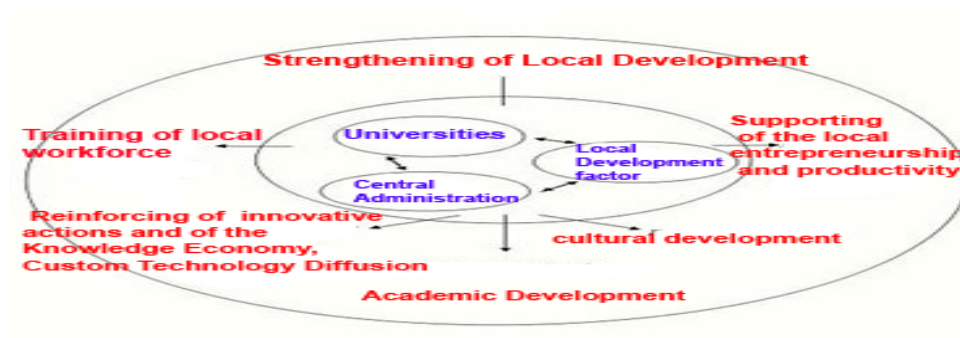 Strengthening of Local Development
Training of local
workforce
Universities
Local
Development
factor
Supporting
of the local
entrepreneurship
and productivity
Central
Administration
Reinforcing of innovative
actions and of the
Knowledge Economy,
Custom Technology Diffusion
cultural development
Academic Development